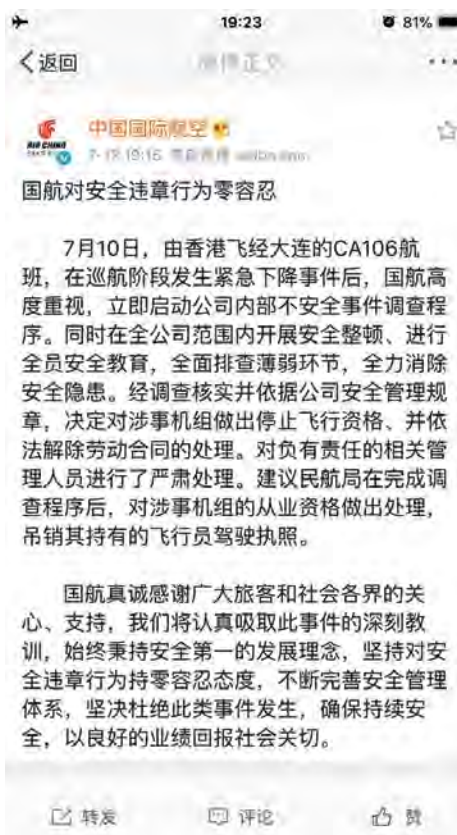 19:23
81%
返回
微博正文
中国国际航空
AIR CHINA
国航对安全违章行为零容忍
7月10日，由香港飞经大连的CA106航
班，在巡航阶段发生紧急下降事件后，国航高
度重视，立即启动公司内部不安全事件调查程
序。同时在全公司范围内开展安全整顿、进行
全员安全教育，全面排查薄弱环节，全力消除
安全隐患。经调查核实并依据公司安全管理规
章，决定对涉事机组做出停止飞行资格、并依
法解除劳动合同的处理。对负有责任的相关管
理人员进行了严肃处理。建议民航局在完成调
查程序后，对涉事机组的从业资格做出处理，
吊销其持有的飞行员驾驶执照。
国航真诚感谢广大旅客和社会各界的关
心、支持，我们将认真吸取此事件的深刻教
训，始终秉持安全第一的发展理念，坚持对安
全违章行为持零容忍态度，不断完善安全管理
体系，坚决杜绝此类事件发生，确保持续安
全，以良好的业绩回报社会关切。
转发
评论
赞